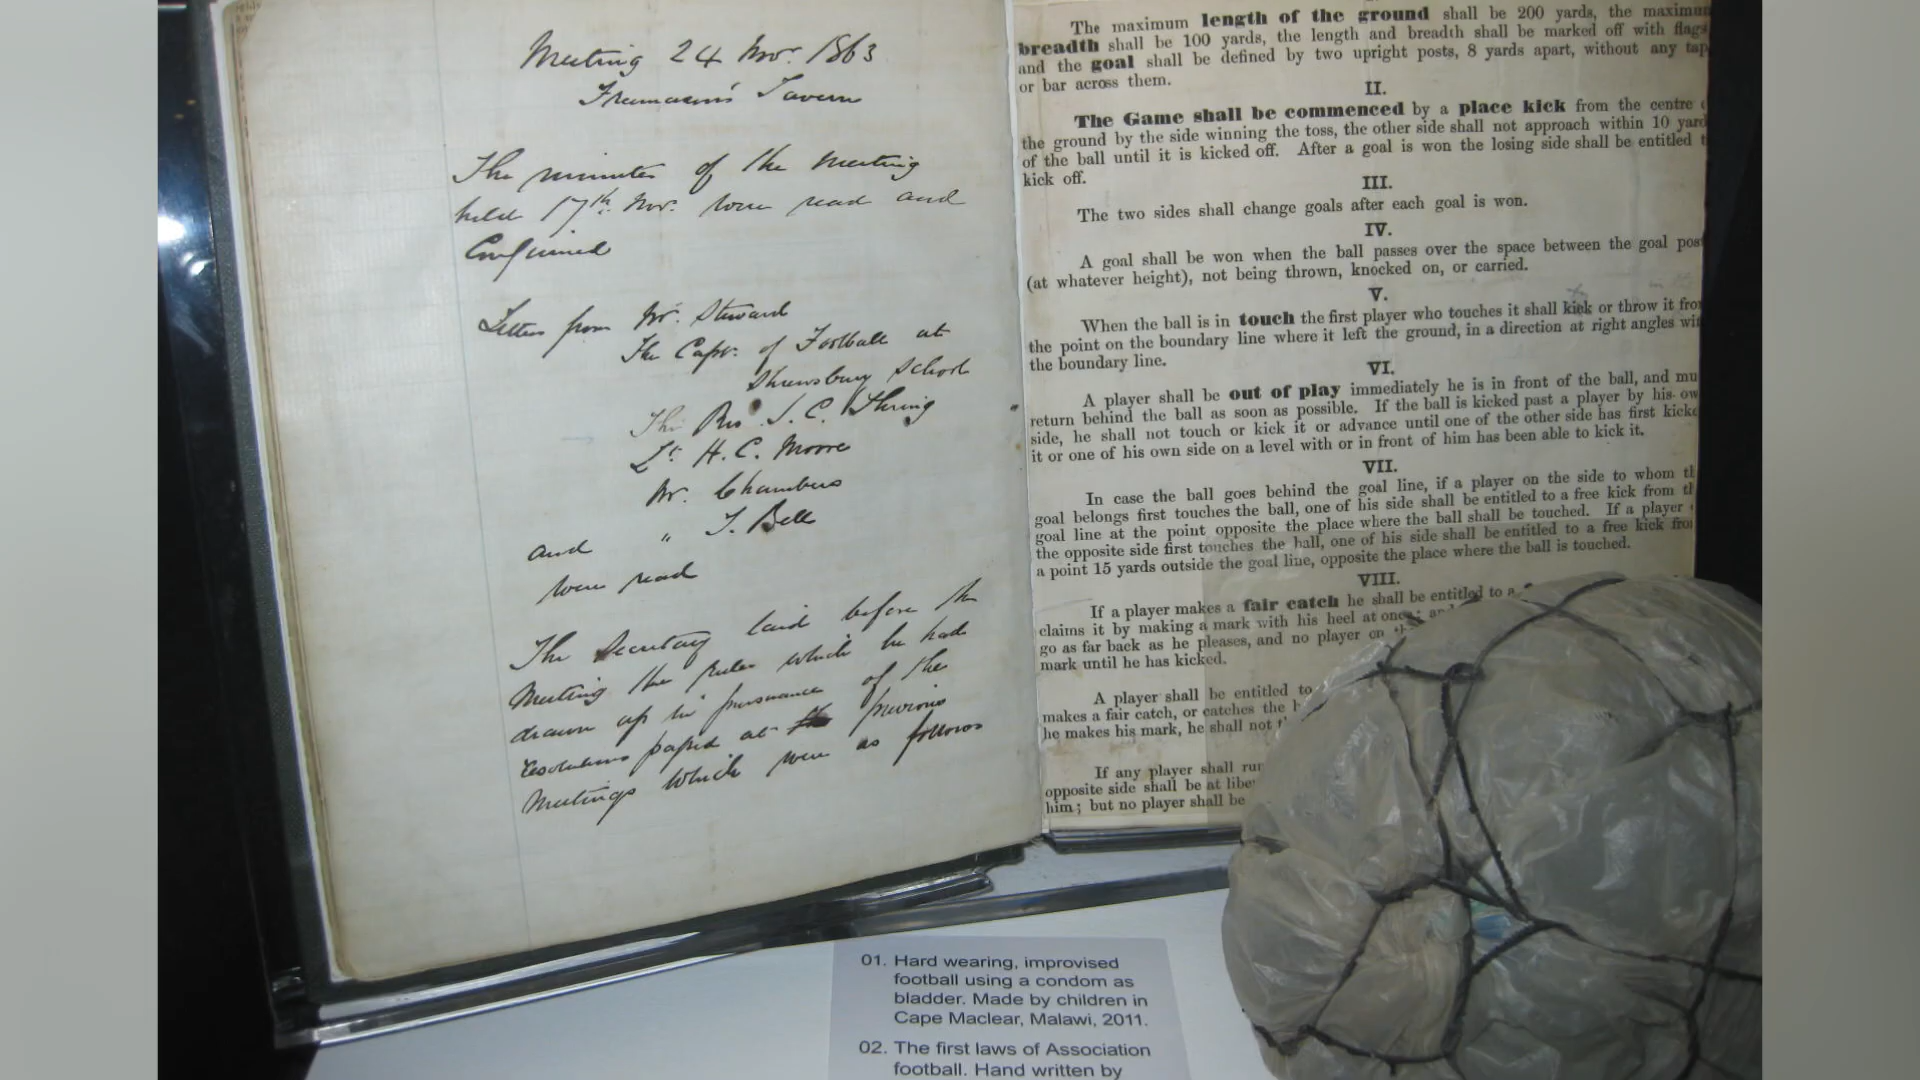 Meeting 24 Nov. 1863
Freemason's Tavern
The minutes of the Meeting
held 17th. Nov. were read and
Confirmed
Letters from Mr. Steward
The Capt. of Football at
Shrewsbury School
The Rev. J. C. Thring
Lt H. C. Moore
Mr. Chambers
and " J. Bell
were read
The Secretary laid before the
Meeting the rules which he had
drawn up in pursuance of the
resolutions passed at previous
Meetings which were as follows
The maximum length of the ground shall be 200 yards, the maximum
breadth shall be 100 yards, the length and breadth shall be marked off with flags
and the goal shall be defined by two upright posts, 8 yards apart, without any tap
or bar across them.
II.
The Game shall be commenced by a place kick from the centre
the ground by the side winning the toss, the other side shall not approach within 10 yard
of the ball until it is kicked off. After a goal is won the losing side shall be entitled t
kick off.
III.
The two sides shall change goals after each goal is won.
IV.
A goal shall be won when the ball passes over the space between the goal pos
(at whatever height), not being thrown, knocked on, or carried.
V.
When the ball is in touch the first player who touches it shall kick or throw it fro
the point on the boundary line where it left the ground, in a direction at right angles wi
the boundary line.
VI.
A player shall be out of play immediately he is in front of the ball, and mu
return behind the ball as soon as possible. If the ball is kicked past a player by his ow
side, he shall not touch or kick it or advance until one of the other side has first kicke
it or one of his own side on a level with or in front of him has been able to kick it.
VII.
In case the ball goes behind the goal line, if a player on the side to whom th
goal belongs first touches the ball, one of his side shall be entitled to a free kick from th
goal line at the point opposite the place where the ball shall be touched. If a player
the opposite side first touches the ball, one of his side shall be entitled to a free kick fro
a point 15 yards outside the goal line, opposite the place where the ball is touched.
VIII.
If a player makes a fair catch he shall be entitled to a
claims it by making a mark with his heel at once; and
go as far back as he pleases, and no player on
mark until he has kicked.
A player shall be entitled to
makes a fair catch, or catches the
he makes his mark, he shall not
If any player shall run
opposite side shall be at libe
him; but no player shall be
01. Hard wearing, improvised
football using a condom as
bladder. Made by children in
Cape Maclear, Malawi, 2011.
02. The first laws of Association
football. Hand written by